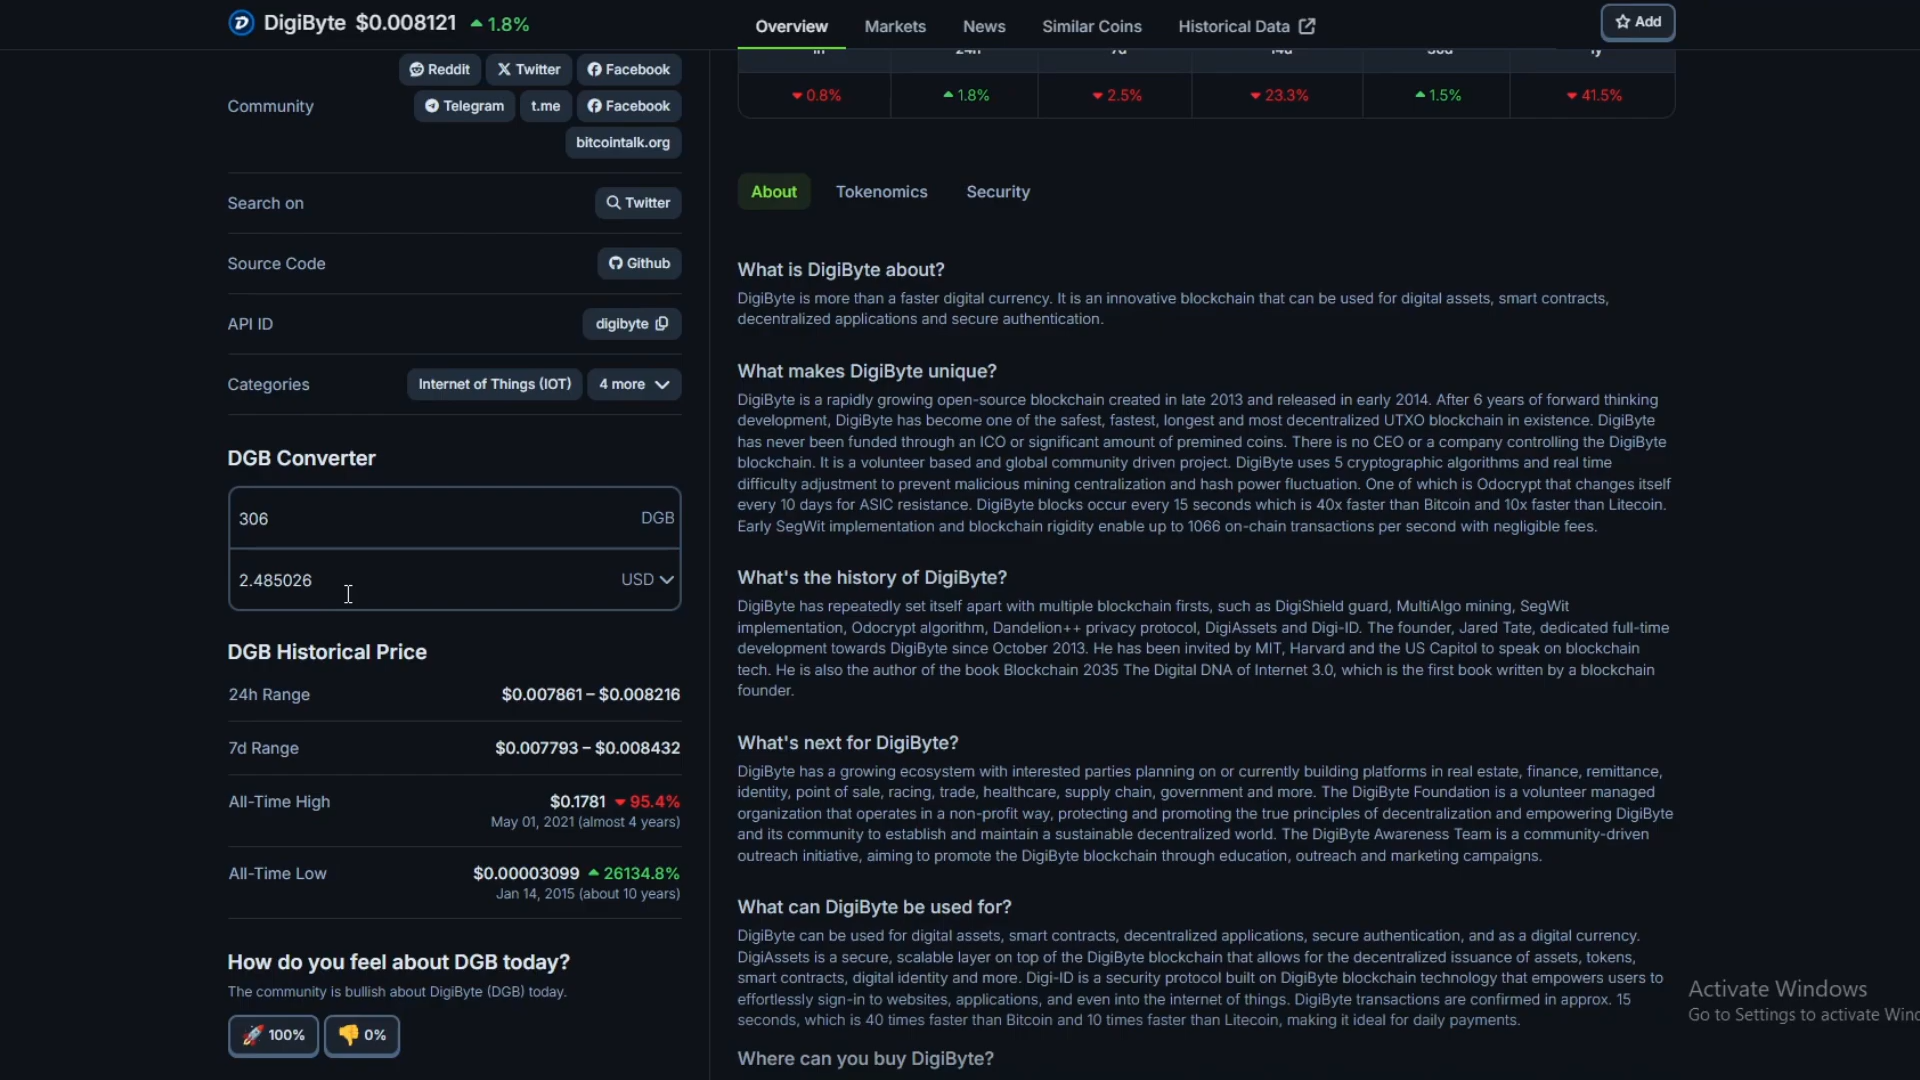 DigiByte $0.008121 1.8%
Overview Markets News Similar Coins Historical Data
Add
Community
Reddit Twitter Facebook
Telegram t.me Facebook
bitcointalk.org
Search on Twitter
Source Code Github
API ID digibyte
Categories Internet of Things (IOT) 4 more
DGB Converter
306 DGB
2.485026 USD
DGB Historical Price
24h Range $0.007861 – $0.008216
7d Range $0.007793 – $0.008432
All-Time High $0.1781 95.4%
May 01, 2021 (almost 4 years)
All-Time Low $0.00003099 26134.8%
Jan 14, 2015 (about 10 years)
How do you feel about DGB today?
The community is bullish about DigiByte (DGB) today.
100% 0%
0.8% 1.8% 2.5% 23.3% 1.5% 41.5%
About Tokenomics Security
What is DigiByte about?
DigiByte is more than a faster digital currency. It is an innovative blockchain that can be used for digital assets, smart contracts,
decentralized applications and secure authentication.
What makes DigiByte unique?
DigiByte is a rapidly growing open-source blockchain created in late 2013 and released in early 2014. After 6 years of forward thinking
development, DigiByte has become one of the safest, fastest, longest and most decentralized UTXO blockchain in existence. DigiByte
has never been funded through an ICO or significant amount of premined coins. There is no CEO or a company controlling the DigiByte
blockchain. It is a volunteer based and global community driven project. DigiByte uses 5 cryptographic algorithms and real time
difficulty adjustment to prevent malicious mining centralization and hash power fluctuation. One of which is Odocrypt that changes itself
every 10 days for ASIC resistance. DigiByte blocks occur every 15 seconds which is 40x faster than Bitcoin and 10x faster than Litecoin.
Early SegWit implementation and blockchain rigidity enable up to 1066 on-chain transactions per second with negligible fees.
What's the history of DigiByte?
DigiByte has repeatedly set itself apart with multiple blockchain firsts, such as DigiShield guard, MultiAlgo mining, SegWit
implementation, Odocrypt algorithm, Dandelion++ privacy protocol, DigiAssets and Digi-ID. The founder, Jared Tate, dedicated full-time
development towards DigiByte since October 2013. He has been invited by MIT, Harvard and the US Capitol to speak on blockchain
tech. He is also the author of the book Blockchain 2035 The Digital DNA of Internet 3.0, which is the first book written by a blockchain
founder.
What's next for DigiByte?
DigiByte has a growing ecosystem with interested parties planning on or currently building platforms in real estate, finance, remittance,
identity, point of sale, racing, trade, healthcare, supply chain, government and more. The DigiByte Foundation is a volunteer managed
organization that operates in a non-profit way, protecting and promoting the true principles of decentralization and empowering DigiByte
and its community to establish and maintain a sustainable decentralized world. The DigiByte Awareness Team is a community-driven
outreach initiative, aiming to promote the DigiByte blockchain through education, outreach and marketing campaigns.
What can DigiByte be used for?
DigiByte can be used for digital assets, smart contracts, decentralized applications, secure authentication, and as a digital currency.
DigiAssets is a secure, scalable layer on top of the DigiByte blockchain that allows for the decentralized issuance of assets, tokens,
smart contracts, digital identity and more. Digi-ID is a security protocol built on DigiByte blockchain technology that empowers users to
effortlessly sign-in to websites, applications, and even into the internet of things. DigiByte transactions are confirmed in approx. 15
seconds, which is 40 times faster than Bitcoin and 10 times faster than Litecoin, making it ideal for daily payments.
Where can you buy DigiByte?
Activate Windows
Go to Settings to activate